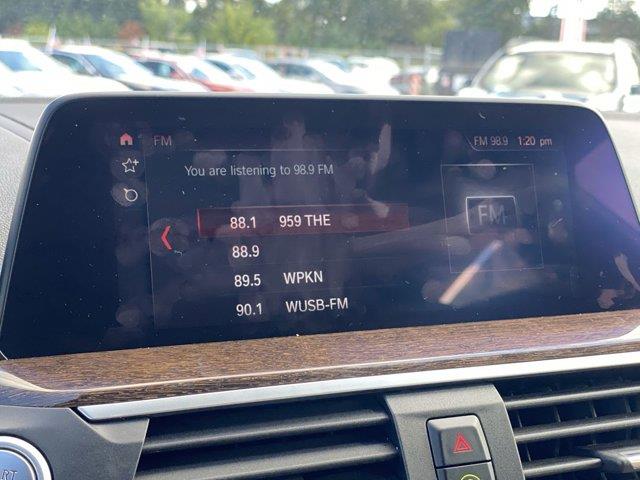 FM FM 98.9 1:20 pm
You are listening to 98.9 FM
FM
88.1 959 THE
88.9
89.5 WPKN
90.1 WUSB-FM
RT